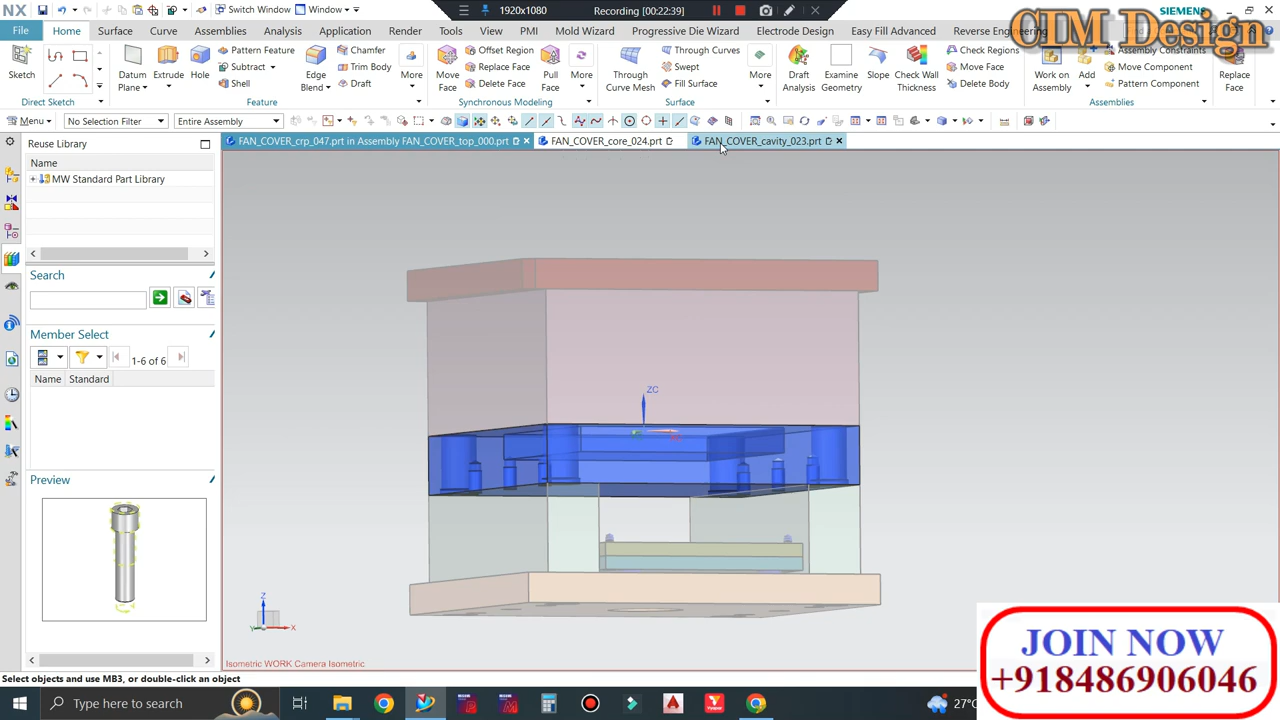 NX
Switch Window
Window
1920x1080
Recording [00:22:39]
SIEMENS
CIM Design
File
Home
Surface
Curve
Assemblies
Analysis
Application
Render
Tools
View
PMI
Mold Wizard
Progressive Die Wizard
Electrode Design
Easy Fill Advanced
Reverse Engineering
Sketch
Datum Plane
Extrude
Hole
Pattern Feature
Subtract
Shell
Edge Blend
Chamfer
Trim Body
Draft
More
Move Face
Offset Region
Replace Face
Delete Face
Pull Face
More
Through Curve Mesh
Through Curves
Swept
Fill Surface
More
Draft Analysis
Examine Geometry
Slope
Check Wall Thickness
Check Regions
Move Face
Delete Body
Work on Assembly
Add
Assembly Constraints
Move Component
Pattern Component
Replace Face
Direct Sketch
Feature
Synchronous Modeling
Surface
Assemblies
Menu
No Selection Filter
Entire Assembly
Reuse Library
FAN_COVER_crp_047.prt in Assembly FAN_COVER_top_000.prt
FAN_COVER_core_024.prt
FAN_COVER_cavity_023.prt
Name
MW Standard Part Library
Search
Member Select
1-6 of 6
Name
Standard
Preview
ZC
Z
X
Y
Isometric WORK Camera Isometric
Select objects and use MB3, or double-click an object
JOIN NOW
+918486906046
Type here to search
27°C